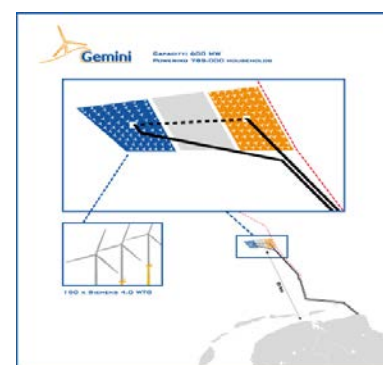 Gemini
CAPACITY: 600 MW
POWERING 785.000 HOUSEHOLDS
150 X SIEMENS 4.0 WTG